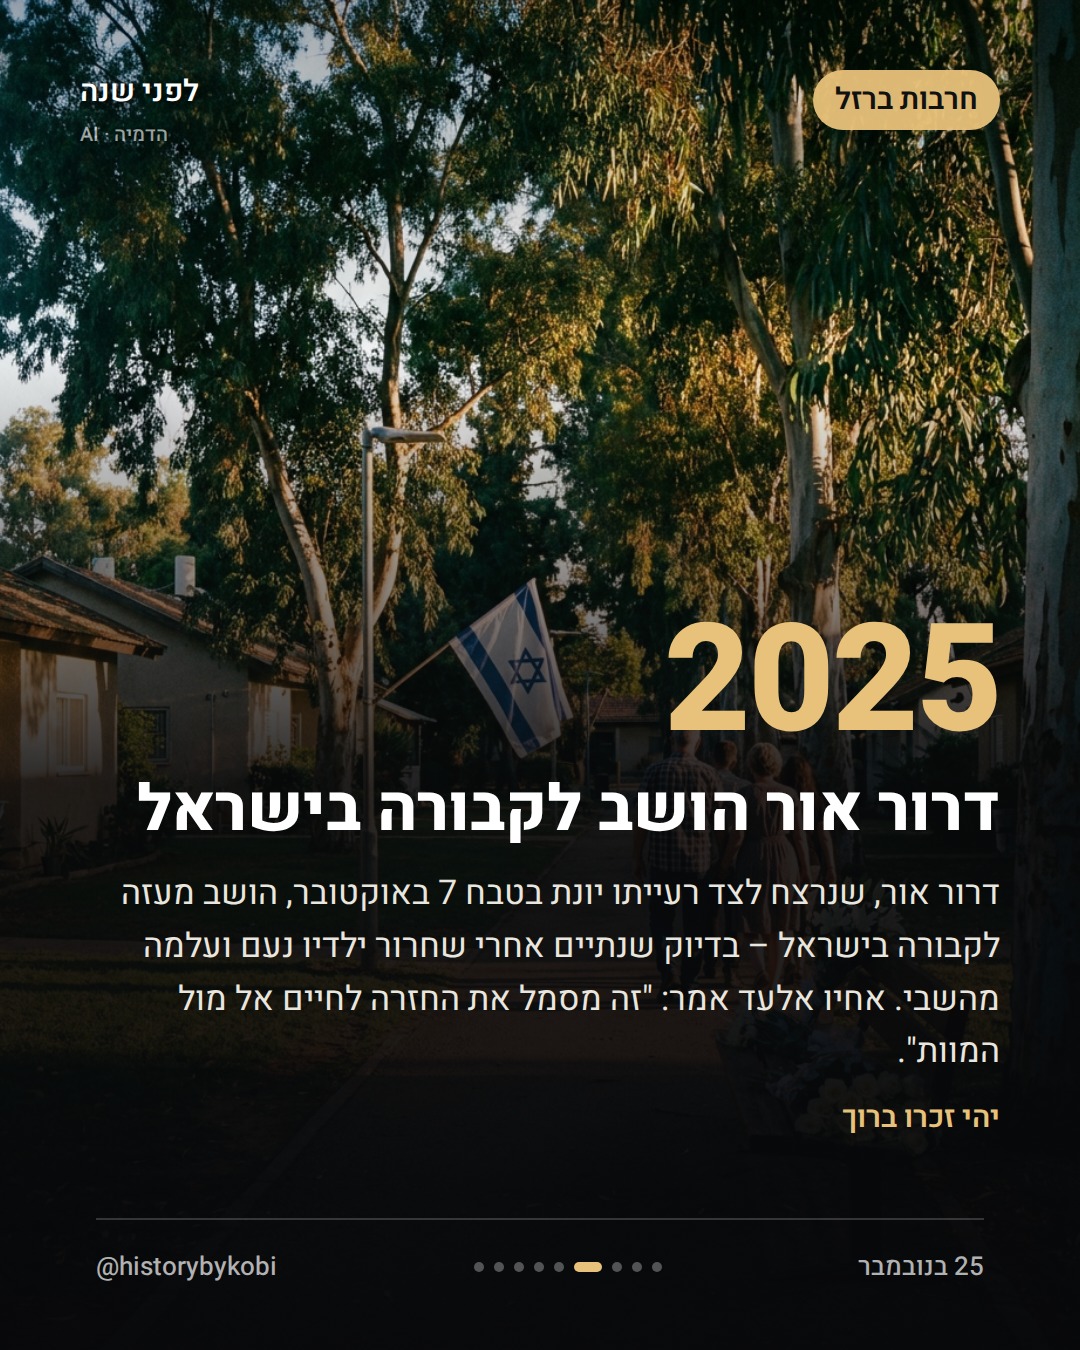 חרבות ברזל
לפני שנה
הדמיה · AI
2025
דרור אור הושב לקבורה בישראל
דרור אור, שנרצח לצד רעייתו יונת בטבח 7 באוקטובר, הושב מעזה
לקבורה בישראל – בדיוק שנתיים אחרי שחרור ילדיו נעם ועלמה
מהשבי. אחיו אלעד אמר: "זה מסמל את החזרה לחיים אל מול
המוות".
יהי זכרו ברוך
25 בנובמבר
@historybykobi